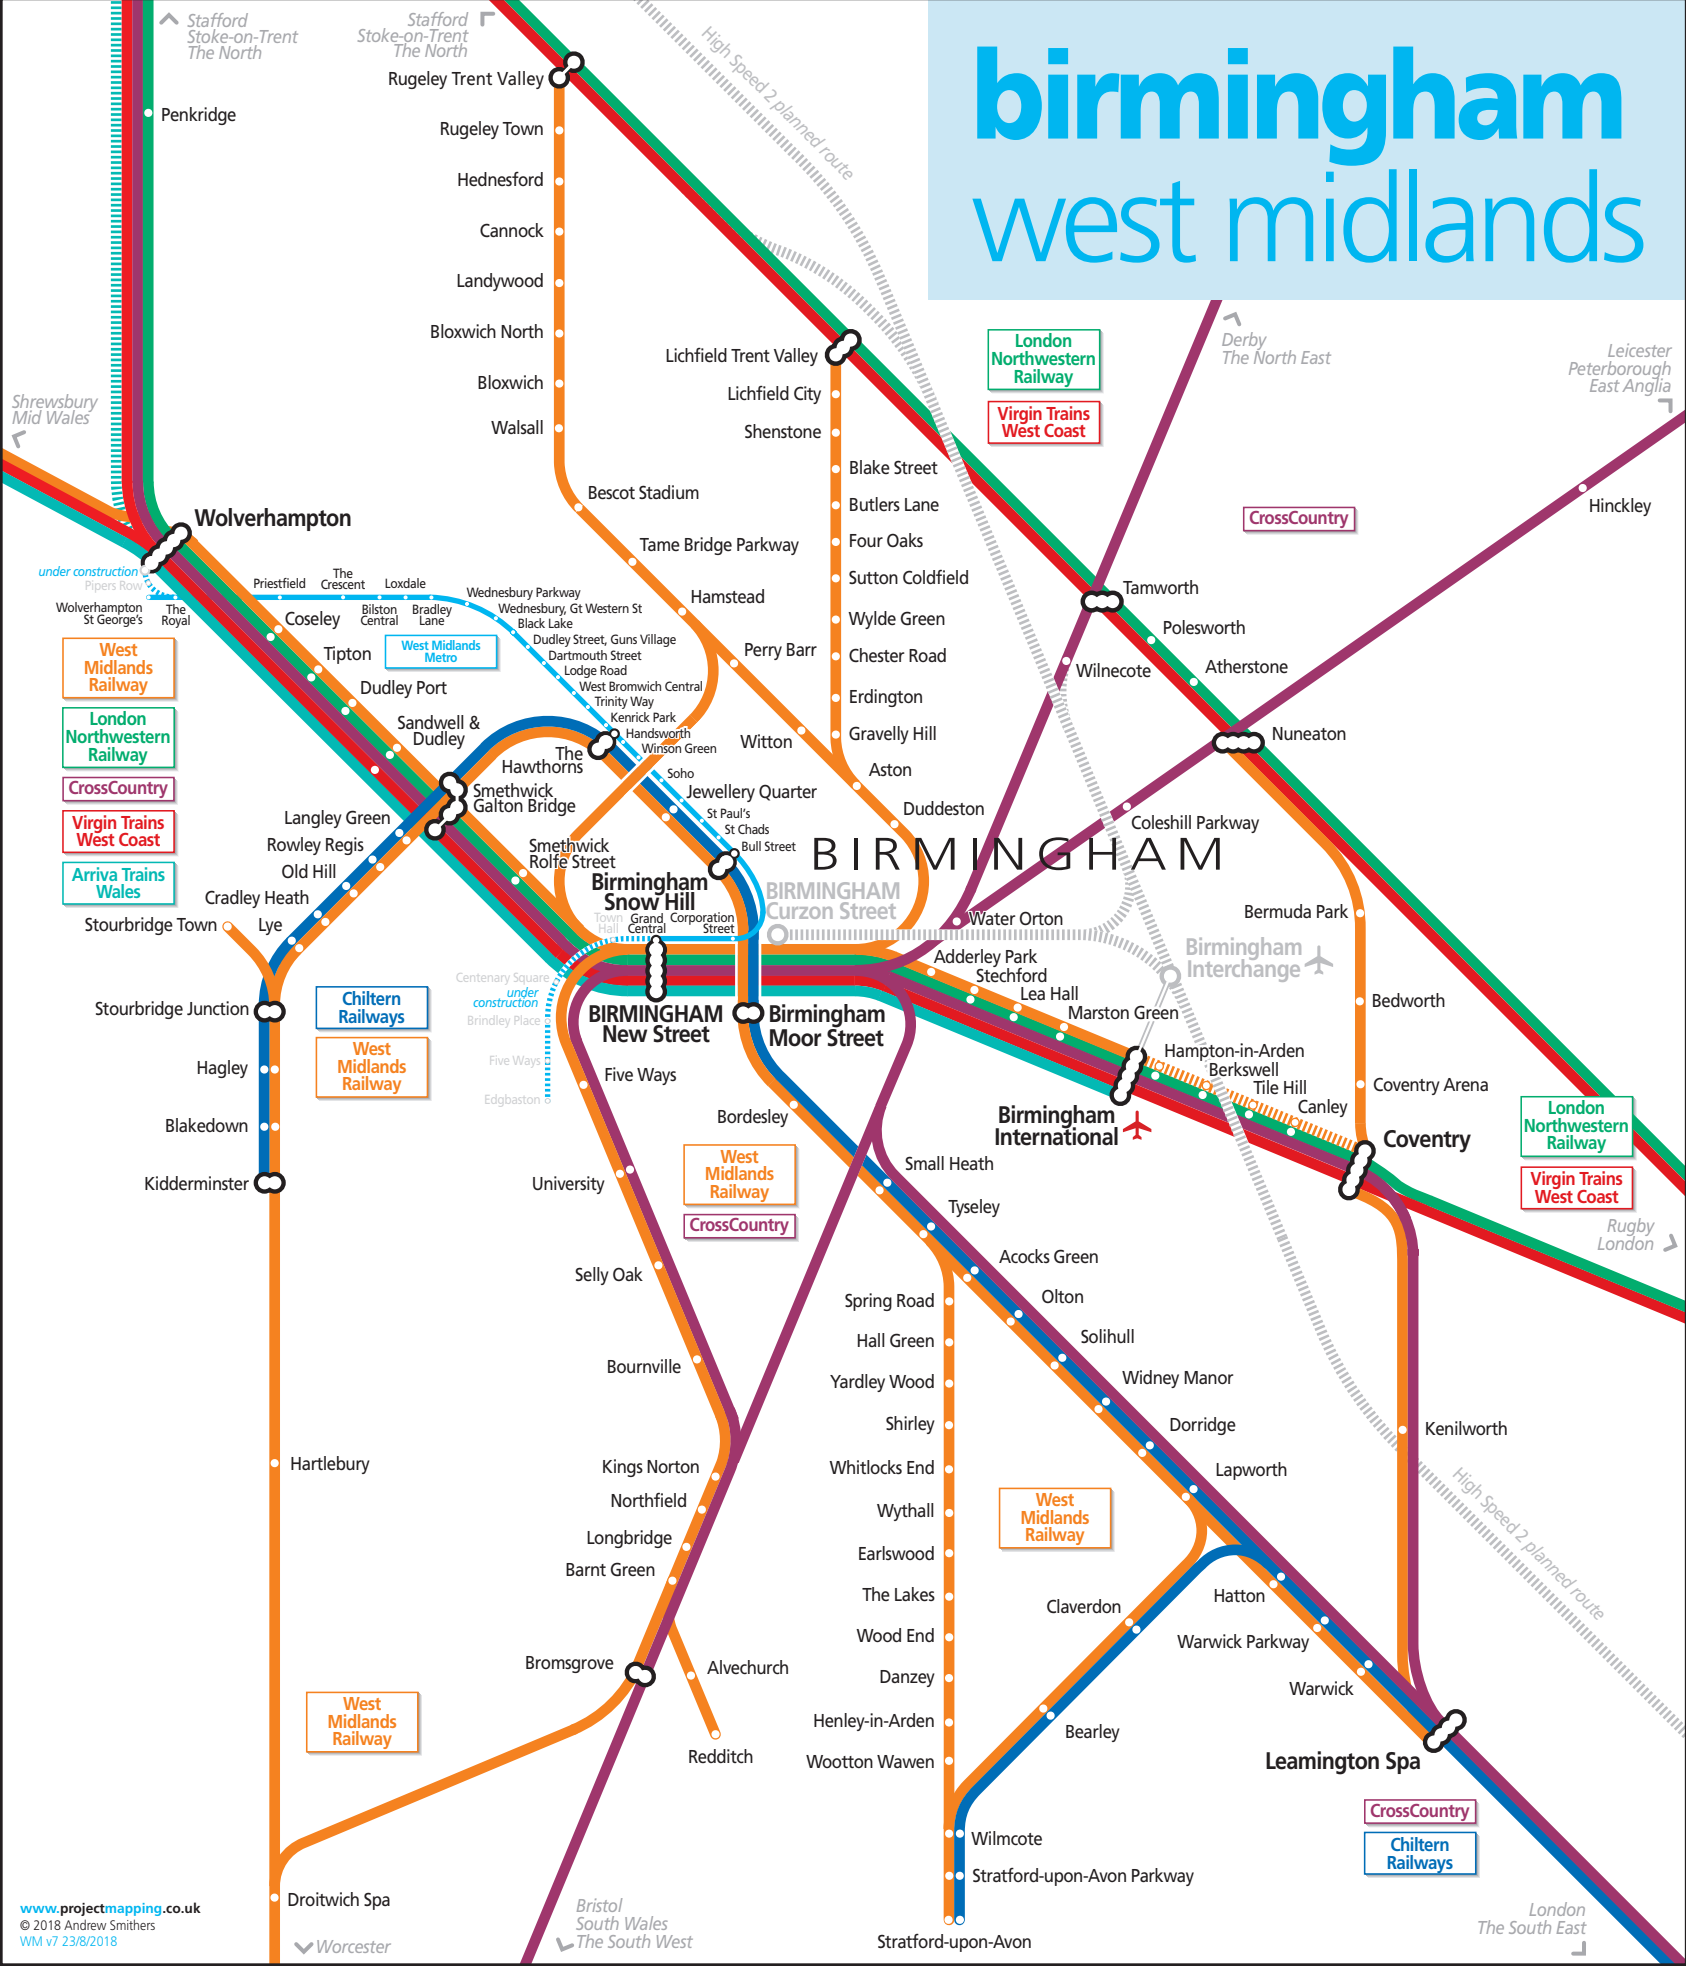 birmingham
west midlands
Stafford
Stoke-on-Trent
The North
Stafford
Stoke-on-Trent
The North
High Speed 2 planned route
Penkridge
Rugeley Trent Valley
Rugeley Town
Hednesford
Cannock
Landywood
Bloxwich North
Bloxwich
Walsall
Bescot Stadium
Tame Bridge Parkway
Hamstead
Perry Barr
Witton
Aston
Duddeston
Lichfield Trent Valley
Lichfield City
Shenstone
Blake Street
Butlers Lane
Four Oaks
Sutton Coldfield
Wylde Green
Chester Road
Erdington
Gravelly Hill
London
Northwestern
Railway
Virgin Trains
West Coast
Derby
The North East
Leicester
Peterborough
East Anglia
CrossCountry
Hinckley
Tamworth
Polesworth
Wilnecote
Atherstone
Nuneaton
Coleshill Parkway
Water Orton
Bermuda Park
Bedworth
Coventry Arena
Shrewsbury
Mid Wales
Wolverhampton
under construction
Pipers Row
Wolverhampton
St George's
The
Royal
Priestfield
The
Crescent
Loxdale
Bilston
Central
Bradley
Lane
Wednesbury Parkway
Wednesbury, Gt Western St
Black Lake
Dudley Street, Guns Village
Dartmouth Street
Lodge Road
West Bromwich Central
Trinity Way
Kenrick Park
Handsworth
Winson Green
Soho
Jewellery Quarter
St Paul's
St Chads
Bull Street
West Midlands
Metro
Coseley
Tipton
Dudley Port
Sandwell &
Dudley
The
Hawthorns
Smethwick
Galton Bridge
Smethwick
Rolfe Street
West
Midlands
Railway
London
Northwestern
Railway
CrossCountry
Virgin Trains
West Coast
Arriva Trains
Wales
Langley Green
Rowley Regis
Old Hill
Cradley Heath
Lye
Stourbridge Town
Stourbridge Junction
Hagley
Blakedown
Kidderminster
Hartlebury
Droitwich Spa
Worcester
Chiltern
Railways
West
Midlands
Railway
BIRMINGHAM
Birmingham
Snow Hill
Town
Hall
Grand
Central
Corporation
Street
BIRMINGHAM
Curzon Street
Centenary Square
under
construction
Brindley Place
Five Ways
Edgbaston
BIRMINGHAM
New Street
Birmingham
Moor Street
Birmingham
Interchange
Adderley Park
Stechford
Lea Hall
Marston Green
Birmingham
International
Hampton-in-Arden
Berkswell
Tile Hill
Canley
Coventry
London
Northwestern
Railway
Virgin Trains
West Coast
Rugby
London
Five Ways
University
Selly Oak
Bournville
Kings Norton
Northfield
Longbridge
Barnt Green
Bromsgrove
Alvechurch
Redditch
West
Midlands
Railway
CrossCountry
West
Midlands
Railway
Bordesley
Small Heath
Tyseley
Acocks Green
Olton
Solihull
Widney Manor
Dorridge
Lapworth
Hatton
Warwick Parkway
Warwick
Leamington Spa
Kenilworth
High Speed 2 planned route
Spring Road
Hall Green
Yardley Wood
Shirley
Whitlocks End
Wythall
Earlswood
The Lakes
Wood End
Danzey
Henley-in-Arden
Wootton Wawen
West
Midlands
Railway
Claverdon
Bearley
Wilmcote
Stratford-upon-Avon Parkway
Stratford-upon-Avon
CrossCountry
Chiltern
Railways
London
The South East
Bristol
South Wales
The South West
www.projectmapping.co.uk
© 2018 Andrew Smithers
WM v7 23/8/2018